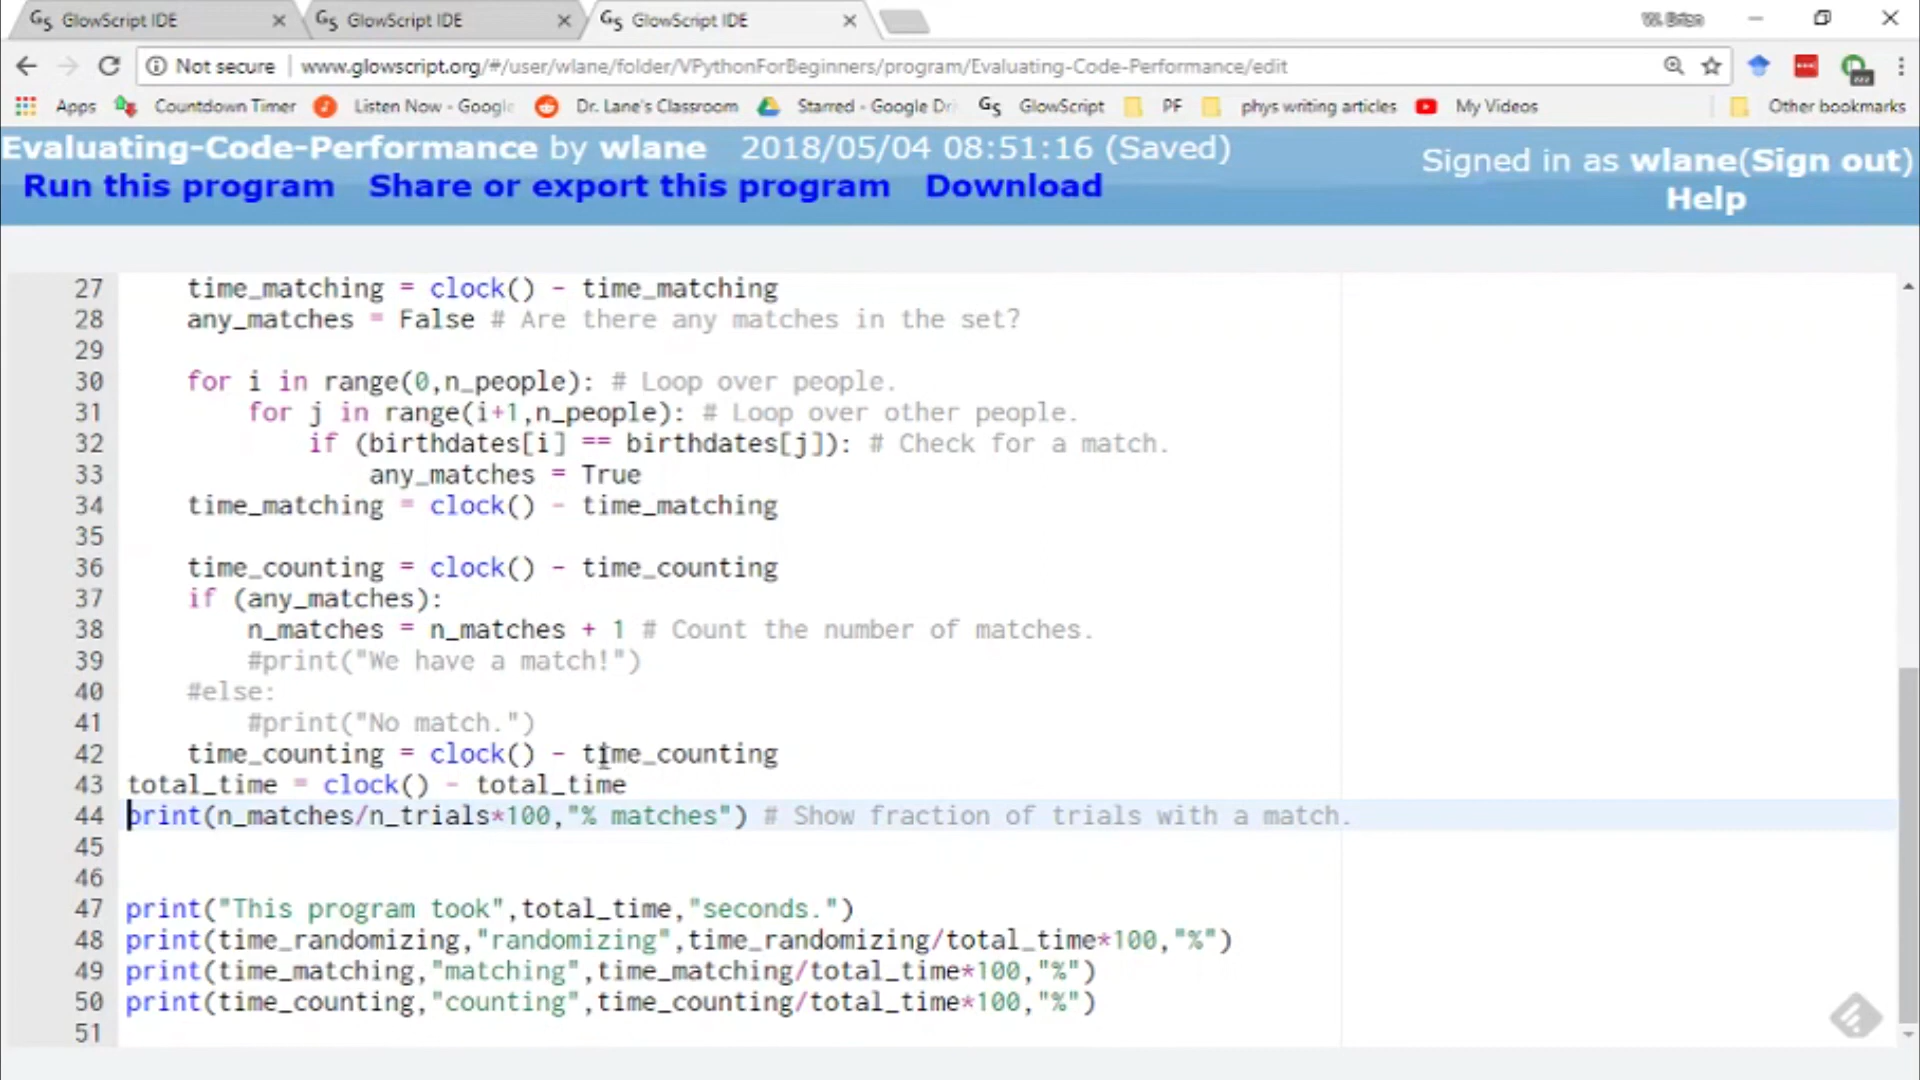 GlowScript IDE GlowScript IDE GlowScript IDE
Not secure www.glowscript.org/#/user/wlane/folder/VPythonForBeginners/program/Evaluating-Code-Performance/edit
Apps Countdown Timer Listen Now - Google Dr. Lane's Classroom Starred - Google Dri GlowScript PF phys writing articles My Videos Other bookmarks
Evaluating-Code-Performance by wlane 2018/05/04 08:51:16 (Saved)
Signed in as wlane(Sign out)
Run this program Share or export this program Download
Help
27 time_matching = clock() - time_matching
28 any_matches = False # Are there any matches in the set?
29
30 for i in range(0,n_people): # Loop over people.
31 for j in range(i+1,n_people): # Loop over other people.
32 if (birthdates[i] == birthdates[j]): # Check for a match.
33 any_matches = True
34 time_matching = clock() - time_matching
35
36 time_counting = clock() - time_counting
37 if (any_matches):
38 n_matches = n_matches + 1 # Count the number of matches.
39 #print("We have a match!")
40 #else:
41 #print("No match.")
42 time_counting = clock() - time_counting
43 total_time = clock() - total_time
44 print(n_matches/n_trials*100,"% matches") # Show fraction of trials with a match.
45
46
47 print("This program took",total_time,"seconds.")
48 print(time_randomizing,"randomizing",time_randomizing/total_time*100,"%")
49 print(time_matching,"matching",time_matching/total_time*100,"%")
50 print(time_counting,"counting",time_counting/total_time*100,"%")
51